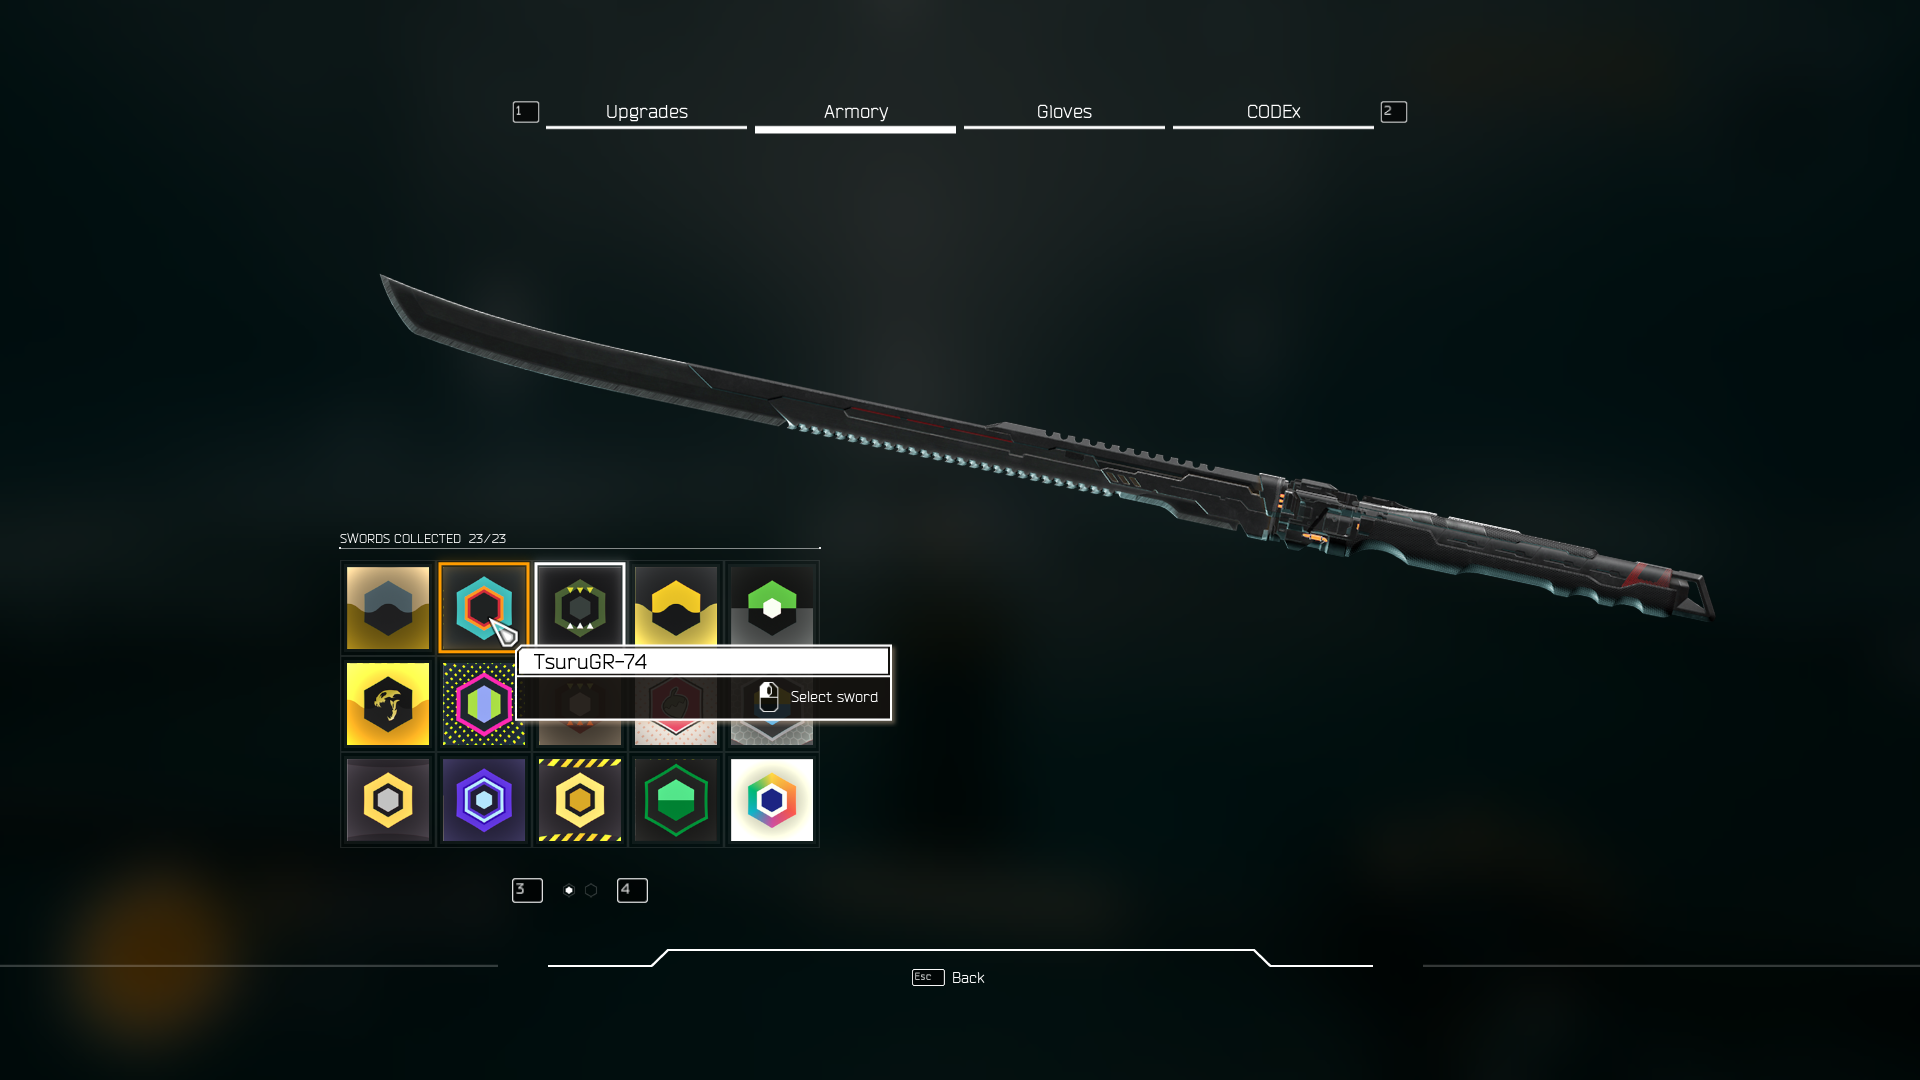 1 Upgrades Armory Gloves CODEx 2
SWORDS COLLECTED 23/23
TsuruGR-74
Select sword
3 4
Esc Back